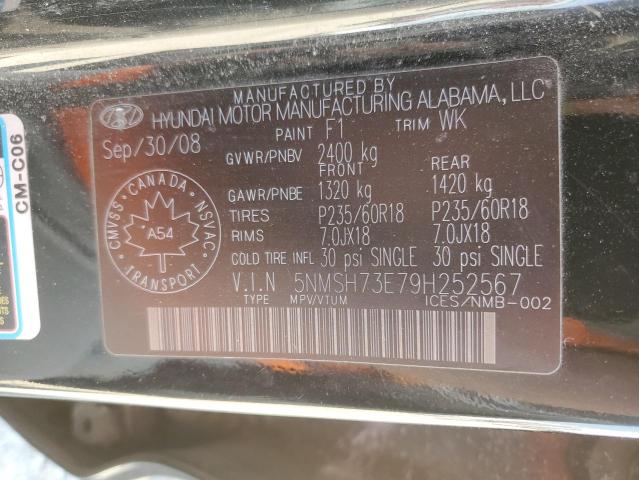 MANUFACTURED BY
HYUNDAI MOTOR MANUFACTURING ALABAMA, LLC
Sep/30/08 PAINT F1 TRIM WK
GVWR/PNBV 2400 kg
FRONT REAR
GAWR/PNBE 1320 kg 1420 kg
TIRES P235/60R18 P235/60R18
RIMS 7.0JX18 7.0JX18
COLD TIRE INFL 30 psi SINGLE 30 psi SINGLE
V.I.N 5NMSH73E79H252567
TYPE MPV/VTUM ICES/NMB-002
CANADA
CMVSS NSVAC
A54
TRANSPORT
CM-C06